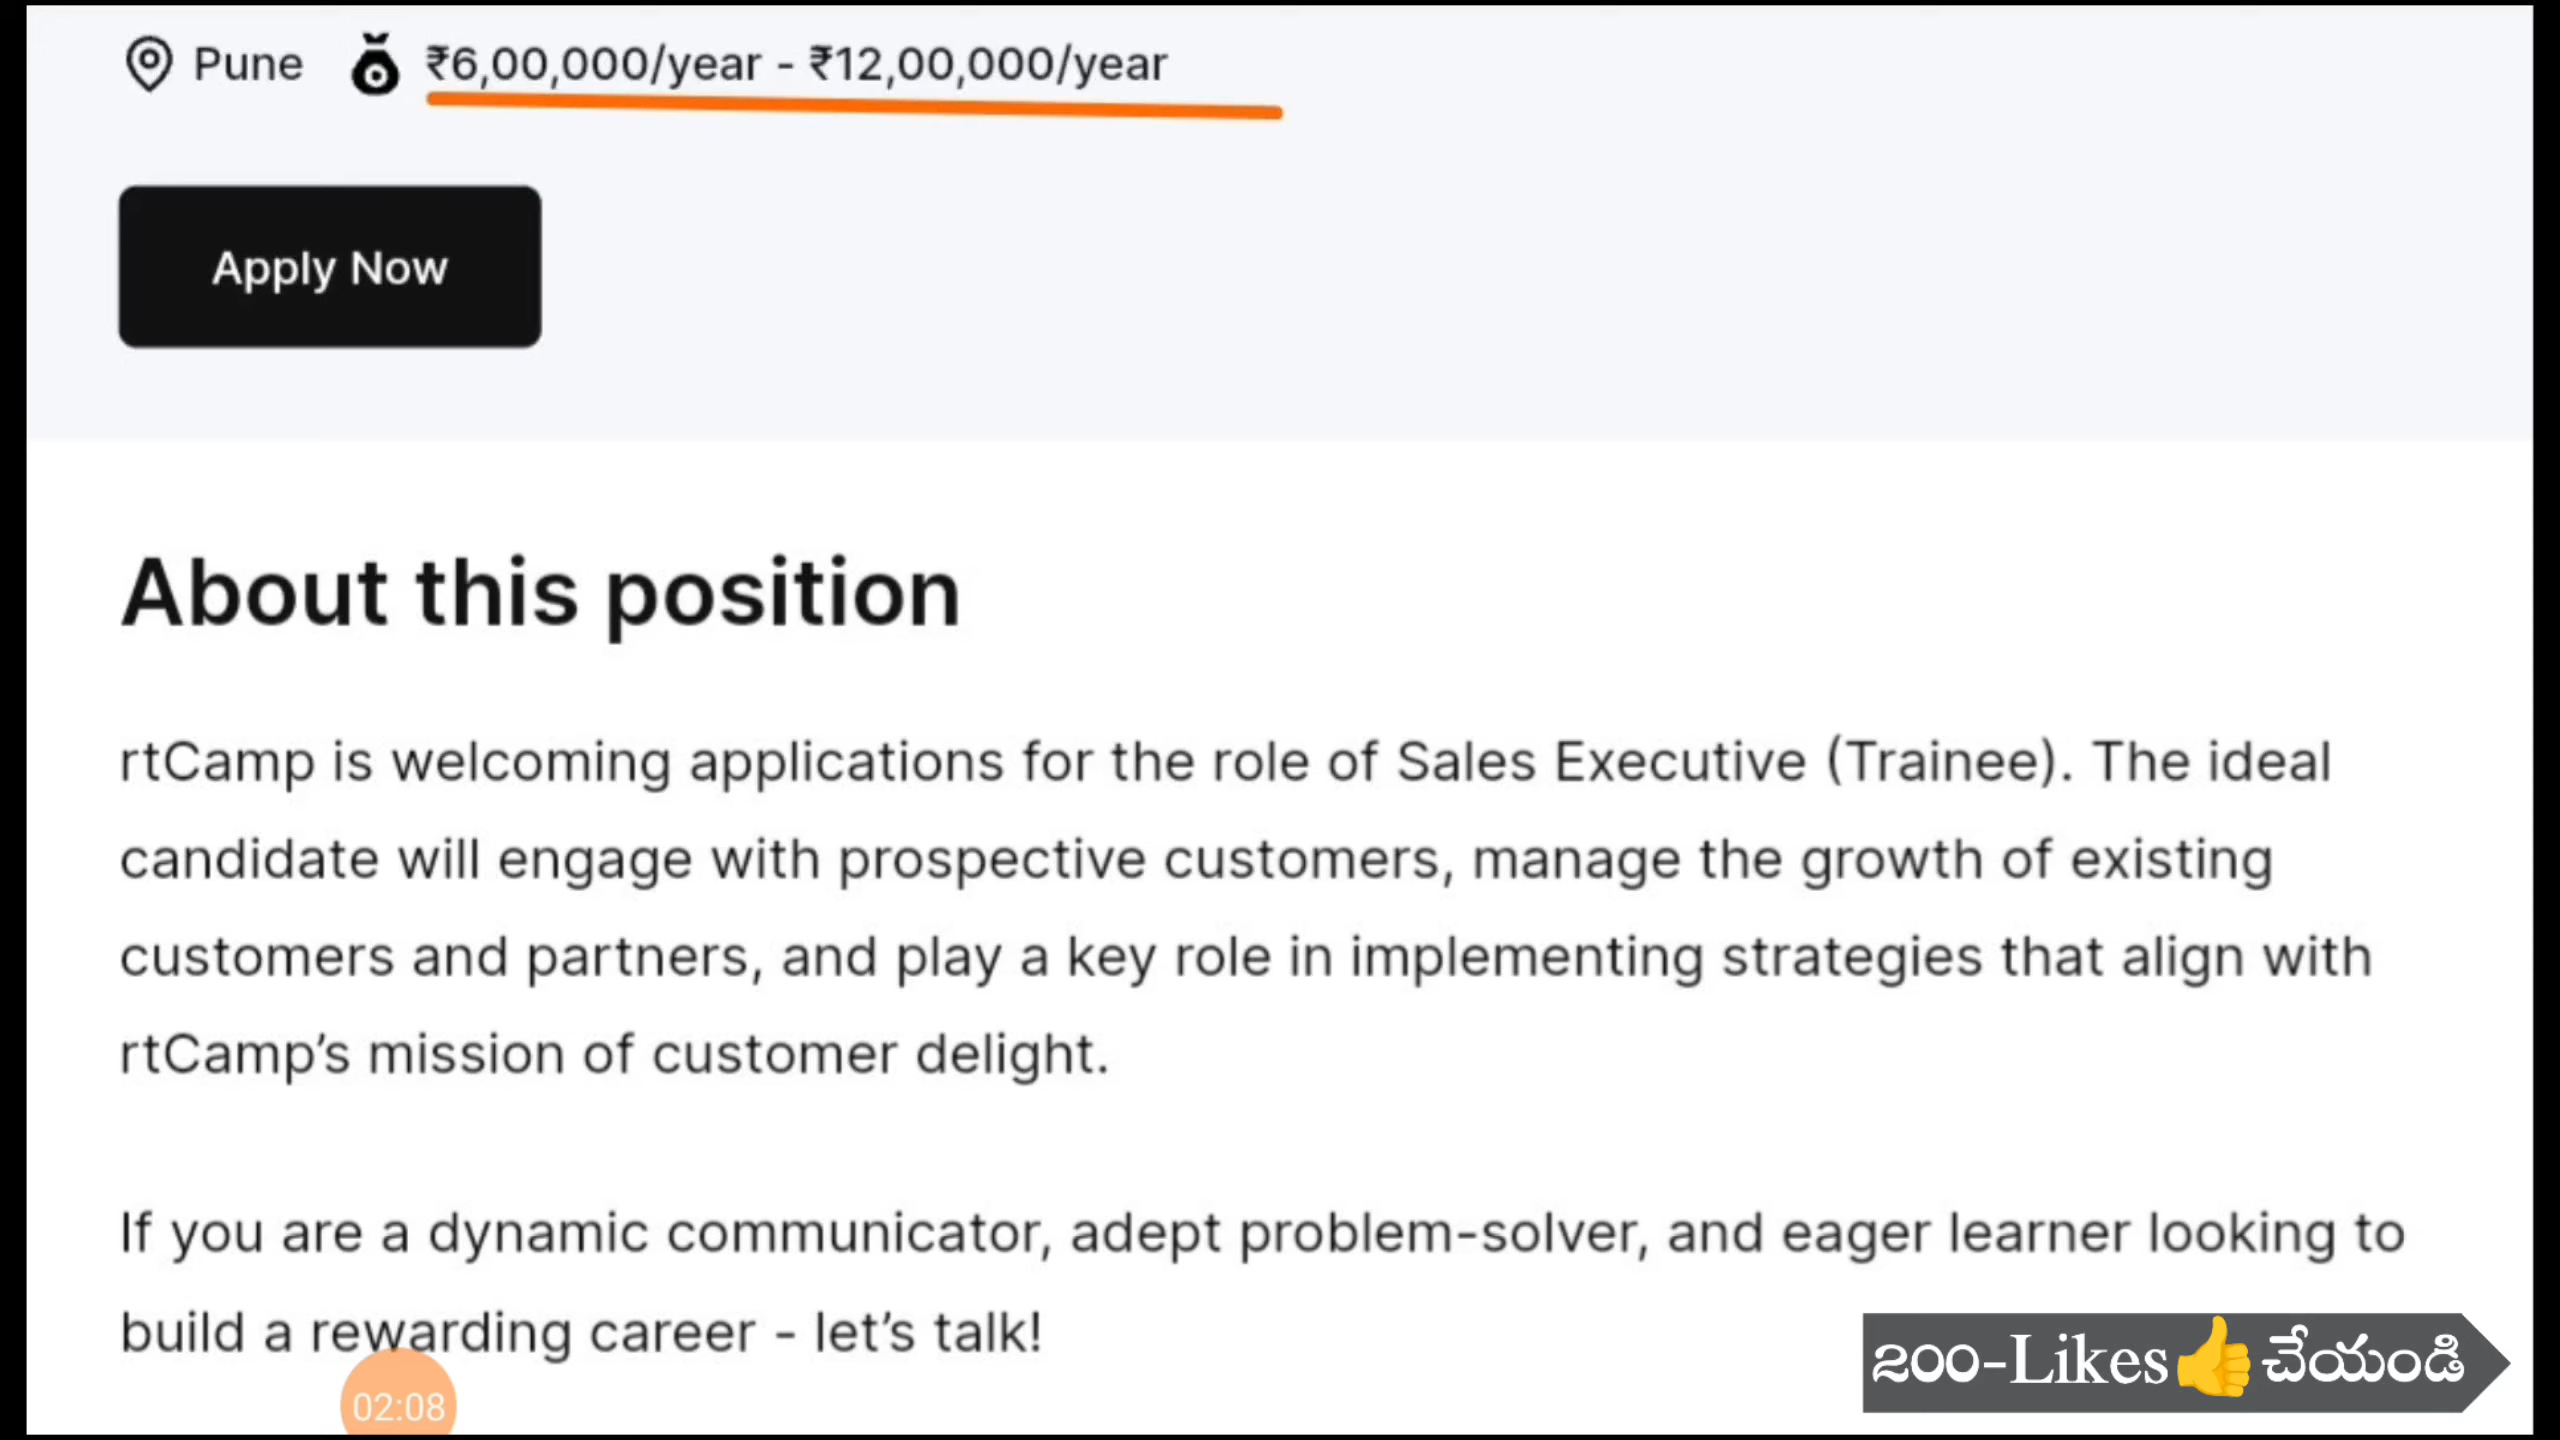 Pune ₹6,00,000/year - ₹12,00,000/year
Apply Now
About this position
rtCamp is welcoming applications for the role of Sales Executive (Trainee). The ideal
candidate will engage with prospective customers, manage the growth of existing
customers and partners, and play a key role in implementing strategies that align with
rtCamp’s mission of customer delight.
If you are a dynamic communicator, adept problem-solver, and eager learner looking to
build a rewarding career - let’s talk!
200-Likes👍చేయండి
02:08